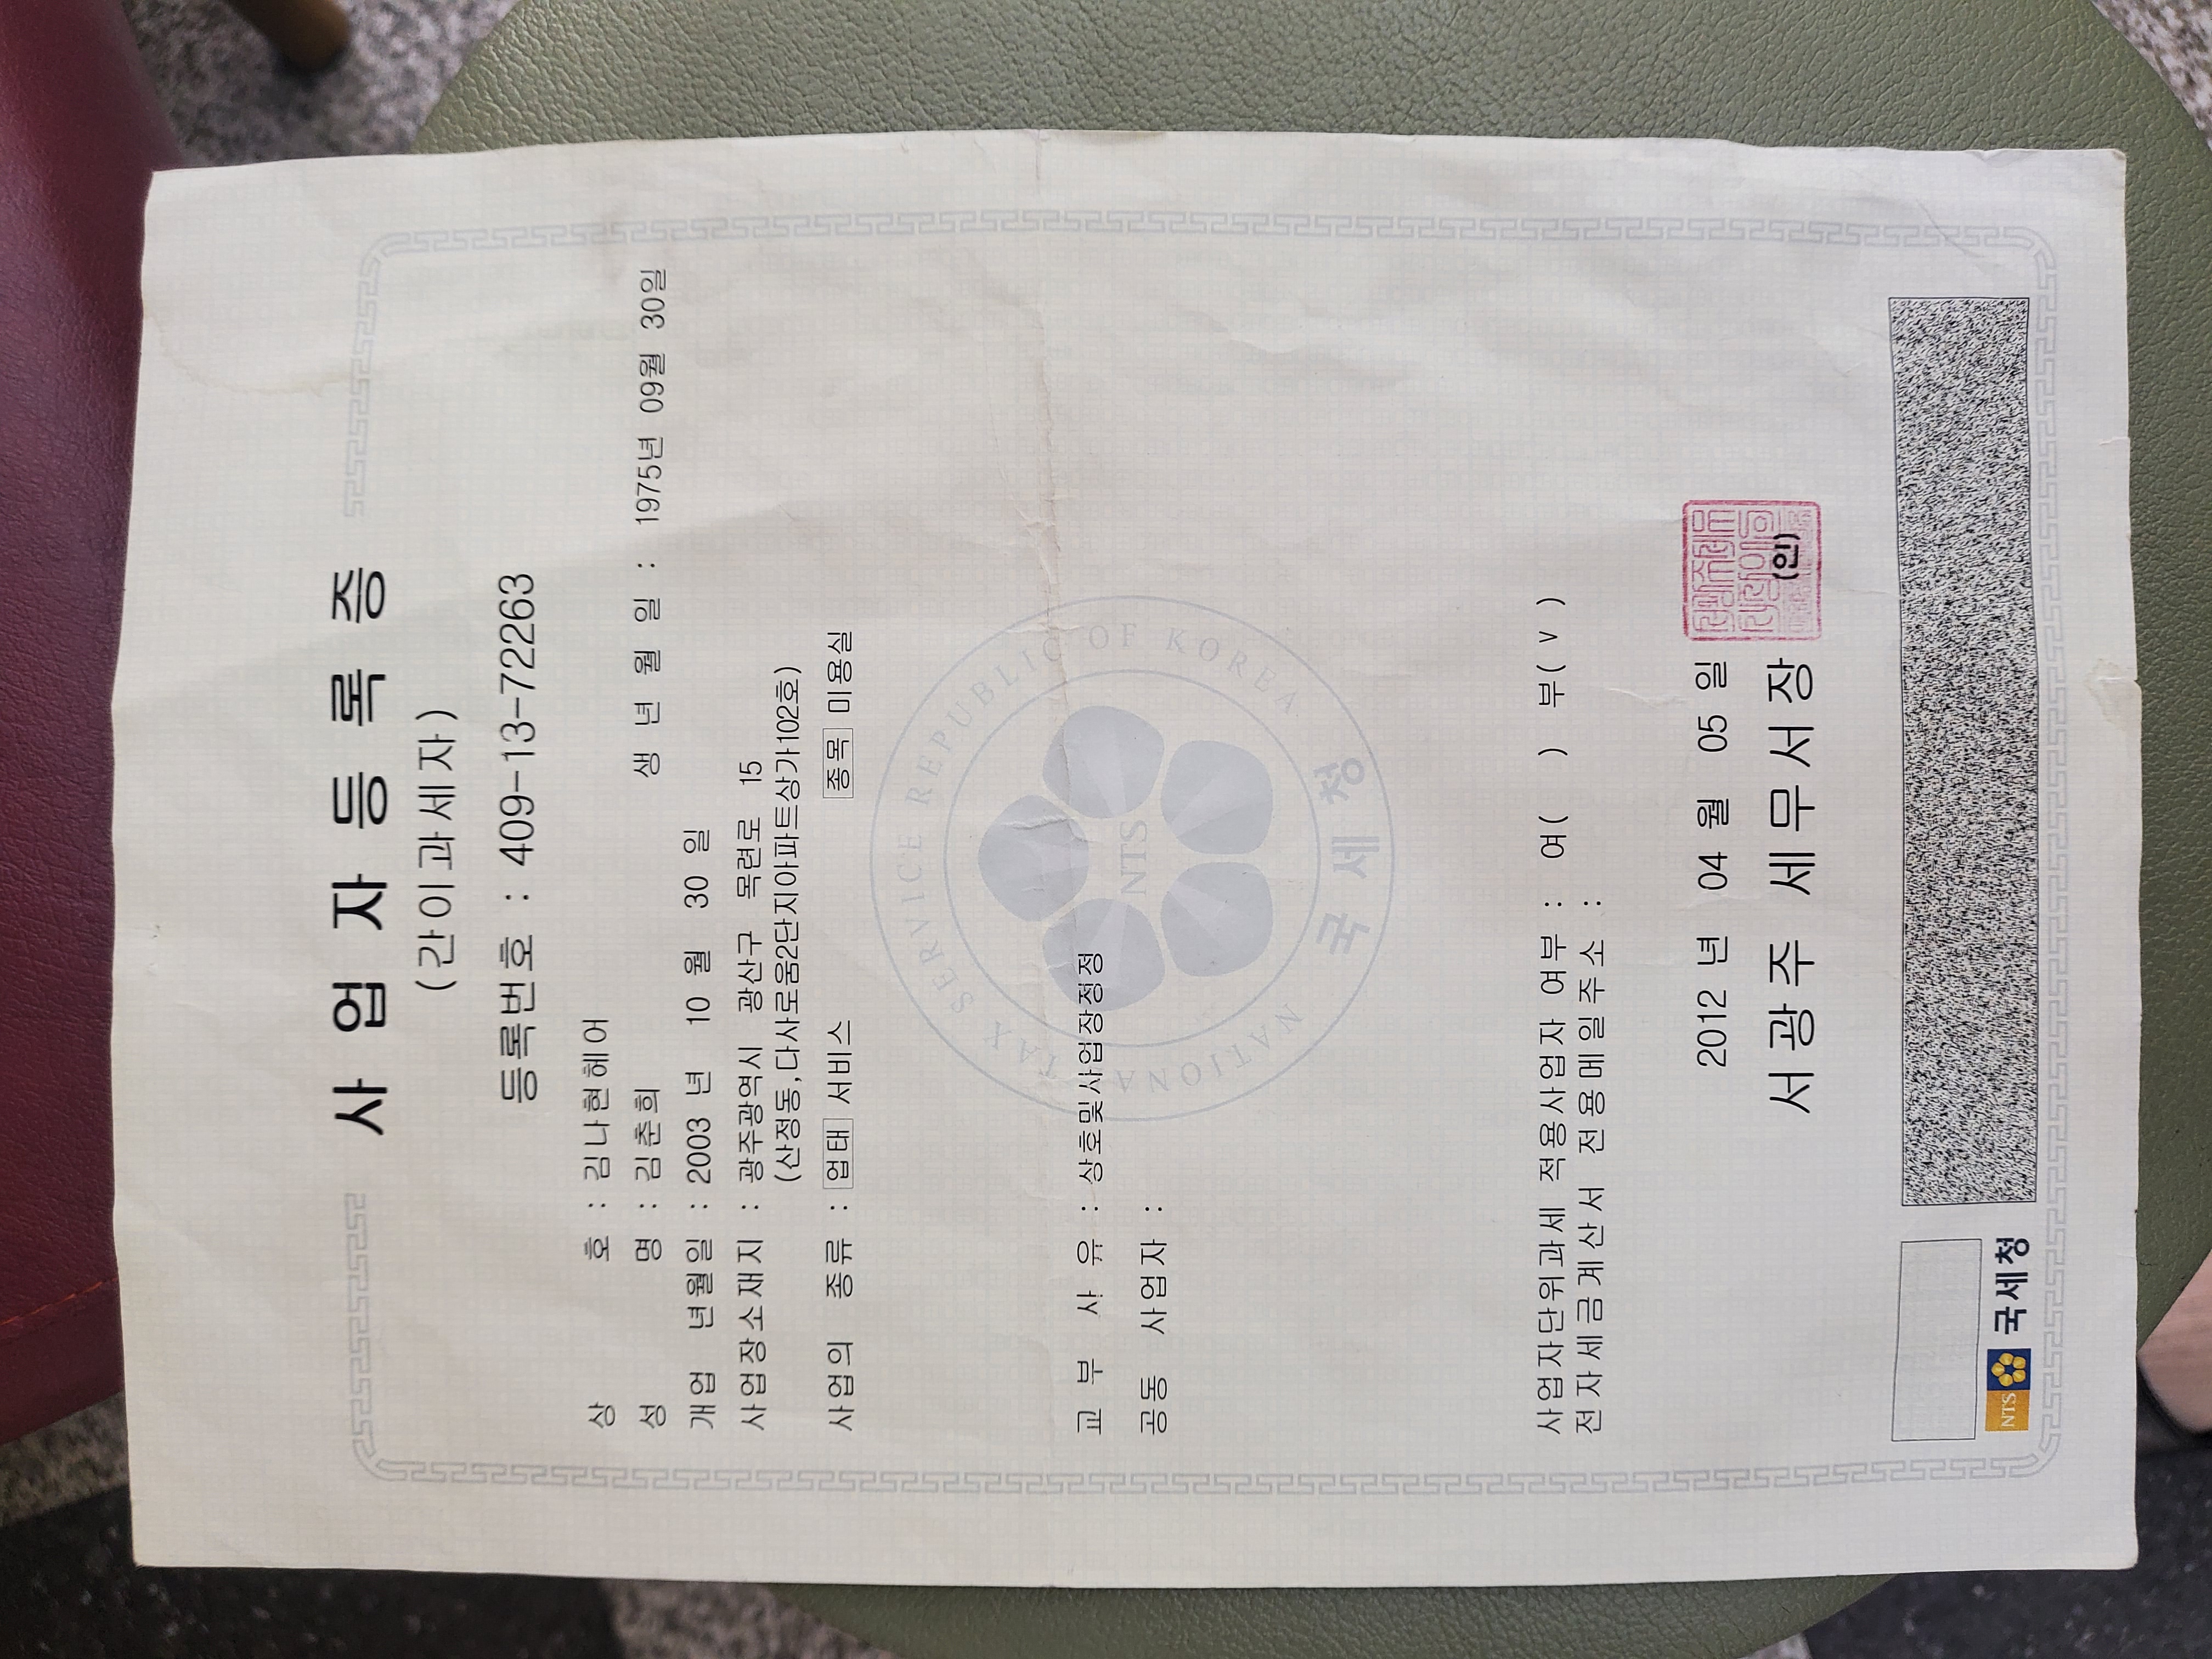 사 업 자 등 록 증
(간이과세자)
등록번호 : 409-13-72263
상 호 : 김나현헤어
성 명 : 김춘희 생 년 월 일 : 1975년 09월 30일
개업 년월일 : 2003 년 10 월 30 일
사업장소재지 : 광주광역시 광산구 목련로 15
(산정동,다사로움2단지아파트상가102호)
사업의 종류 : 업태 서비스 종목 미용실
NATIONAL TAX SERVICE REPUBLIC OF KOREA
NTS
국세청
교 부 사 유 : 상호및사업장정정
공동 사업자 :
사업자단위과세 적용사업자 여부 : 여( ) 부( v )
전자세금계산서 전용메일주소 :
2012 년 04 월 05 일
서광주 세무서장 (인)
NTS 국세청